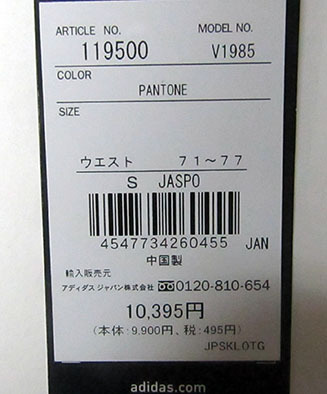 ARTICLE NO. MODEL NO.
119500 V1985
COLOR
PANTONE
SIZE
ウエスト 71～77
S JASPO
4547734260455 JAN
中国製
輸入販売元
アディダス ジャパン株式会社 0120-810-654
10,395円
(本体:9,900円、税:495円)
JPSKLOTG
adidas.com